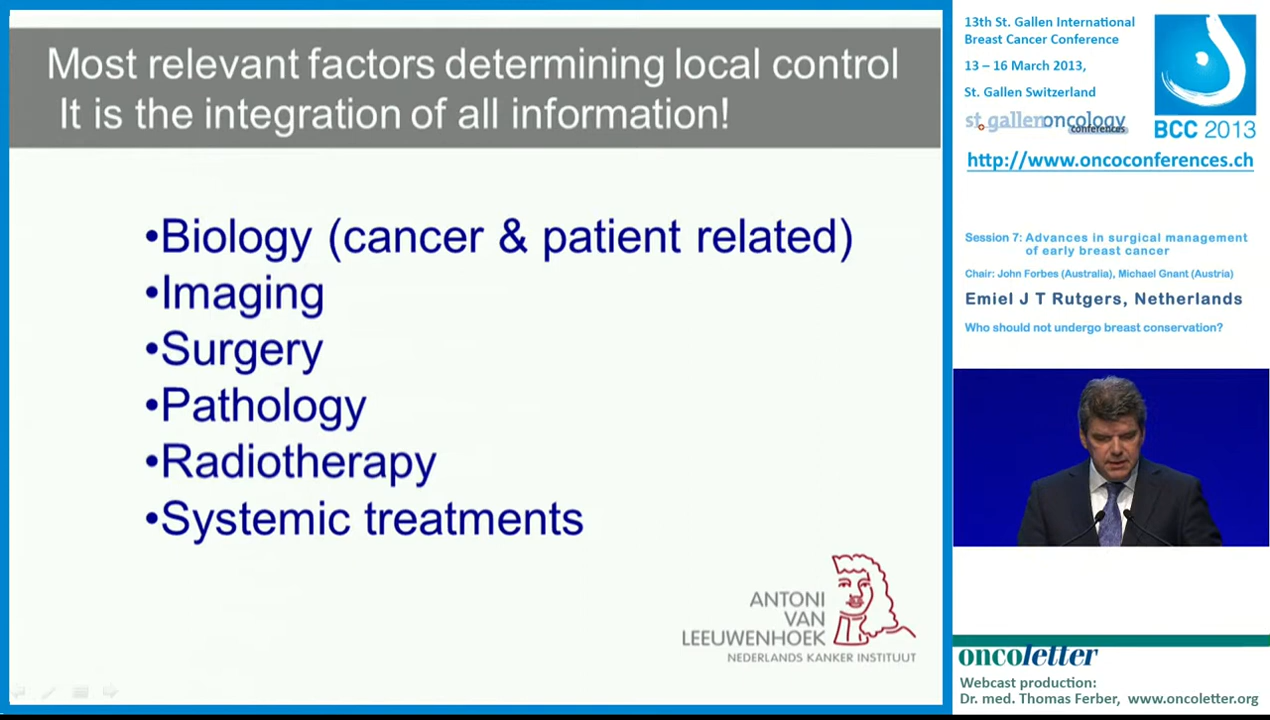 Most relevant factors determining local control
It is the integration of all information!
•Biology (cancer & patient related)
•Imaging
•Surgery
•Pathology
•Radiotherapy
•Systemic treatments
ANTONI
VAN
LEEUWENHOEK
NEDERLANDS KANKER INSTITUUT
13th St. Gallen International
Breast Cancer Conference
13 – 16 March 2013,
St. Gallen Switzerland
st.gallenoncology
conferences
BCC 2013
http://www.oncoconferences.ch
Session 7: Advances in surgical management
of early breast cancer
Chair: John Forbes (Australia), Michael Gnant (Austria)
Emiel J T Rutgers, Netherlands
Who should not undergo breast conservation?
oncoletter
Webcast production:
Dr. med. Thomas Ferber, www.oncoletter.org